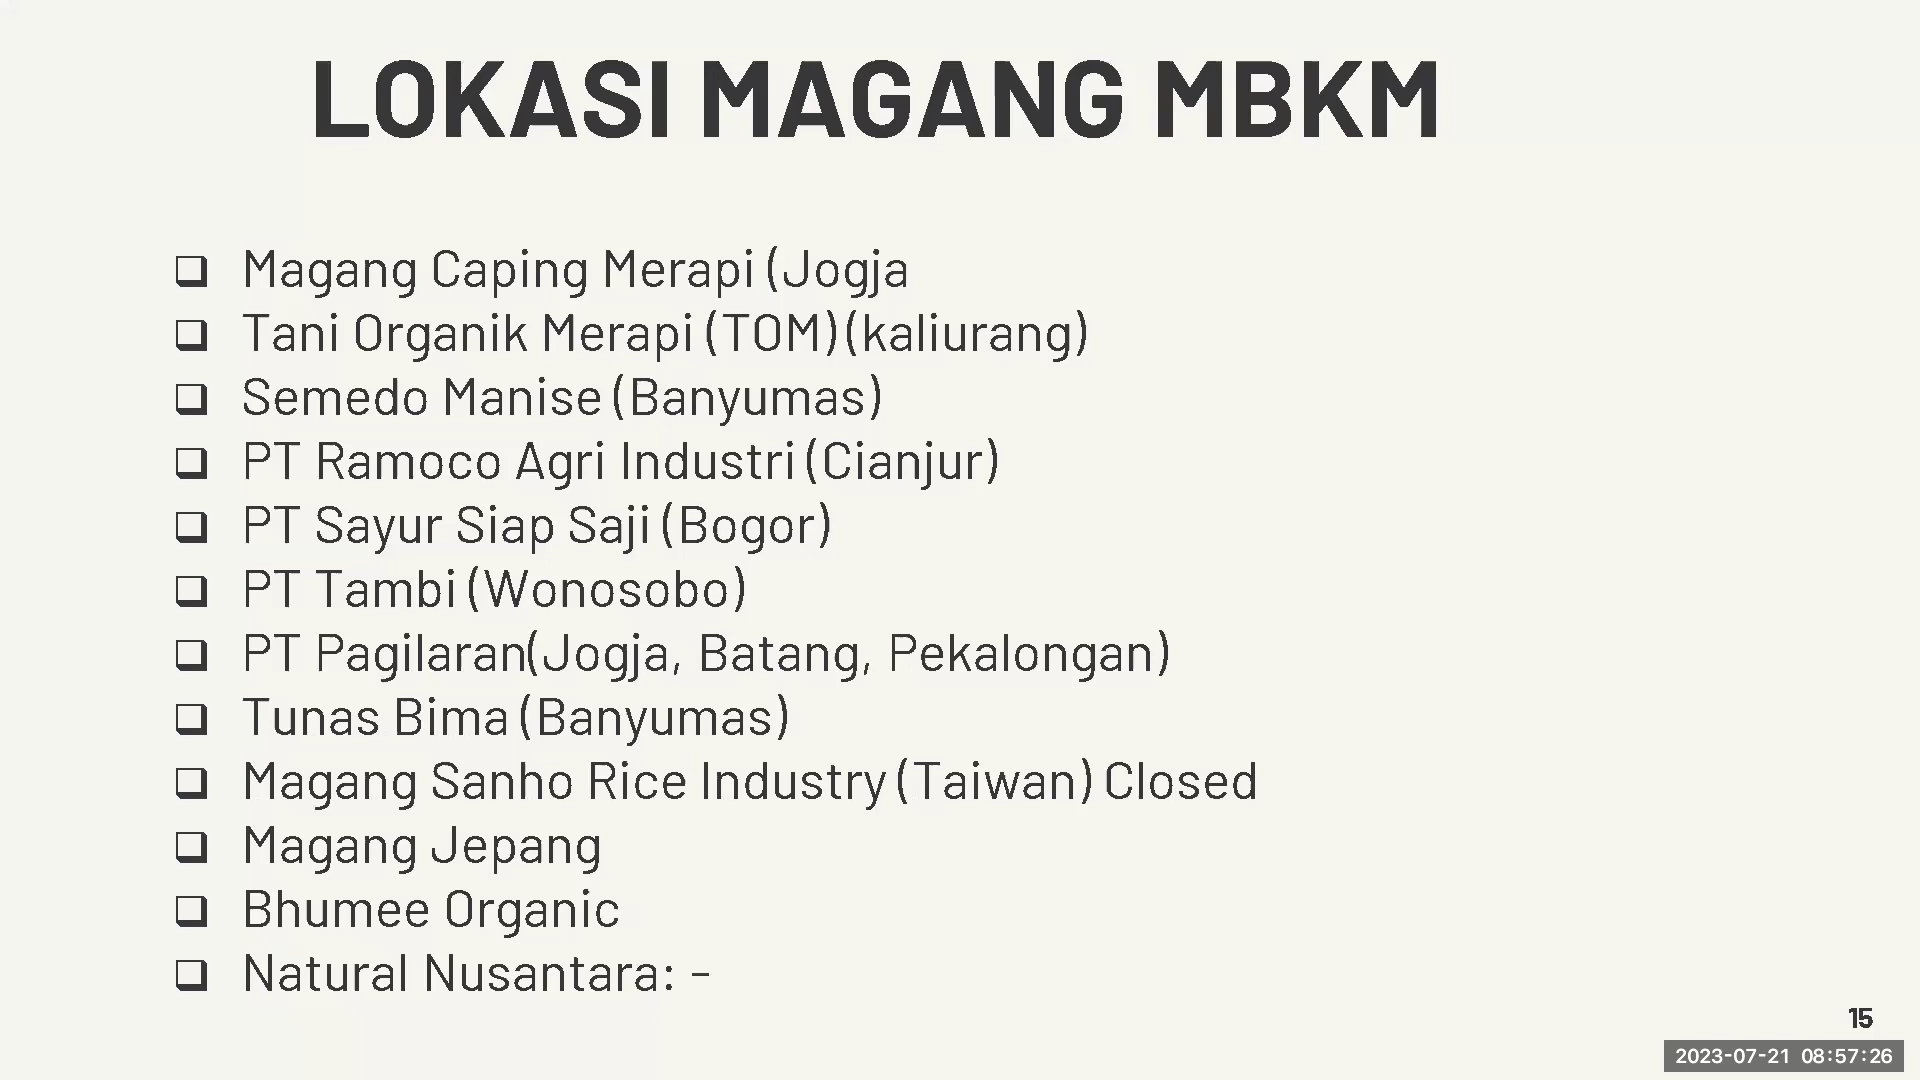 LOKASI MAGANG MBKM
Magang Caping Merapi (Jogja
Tani Organik Merapi (TOM) (kaliurang)
Semedo Manise (Banyumas)
PT Ramoco Agri Industri (Cianjur)
PT Sayur Siap Saji (Bogor)
PT Tambi (Wonosobo)
PT Pagilaran(Jogja, Batang, Pekalongan)
Tunas Bima (Banyumas)
Magang Sanho Rice Industry (Taiwan) Closed
Magang Jepang
Bhumee Organic
Natural Nusantara: -
15
2023-07-21 08:57:26